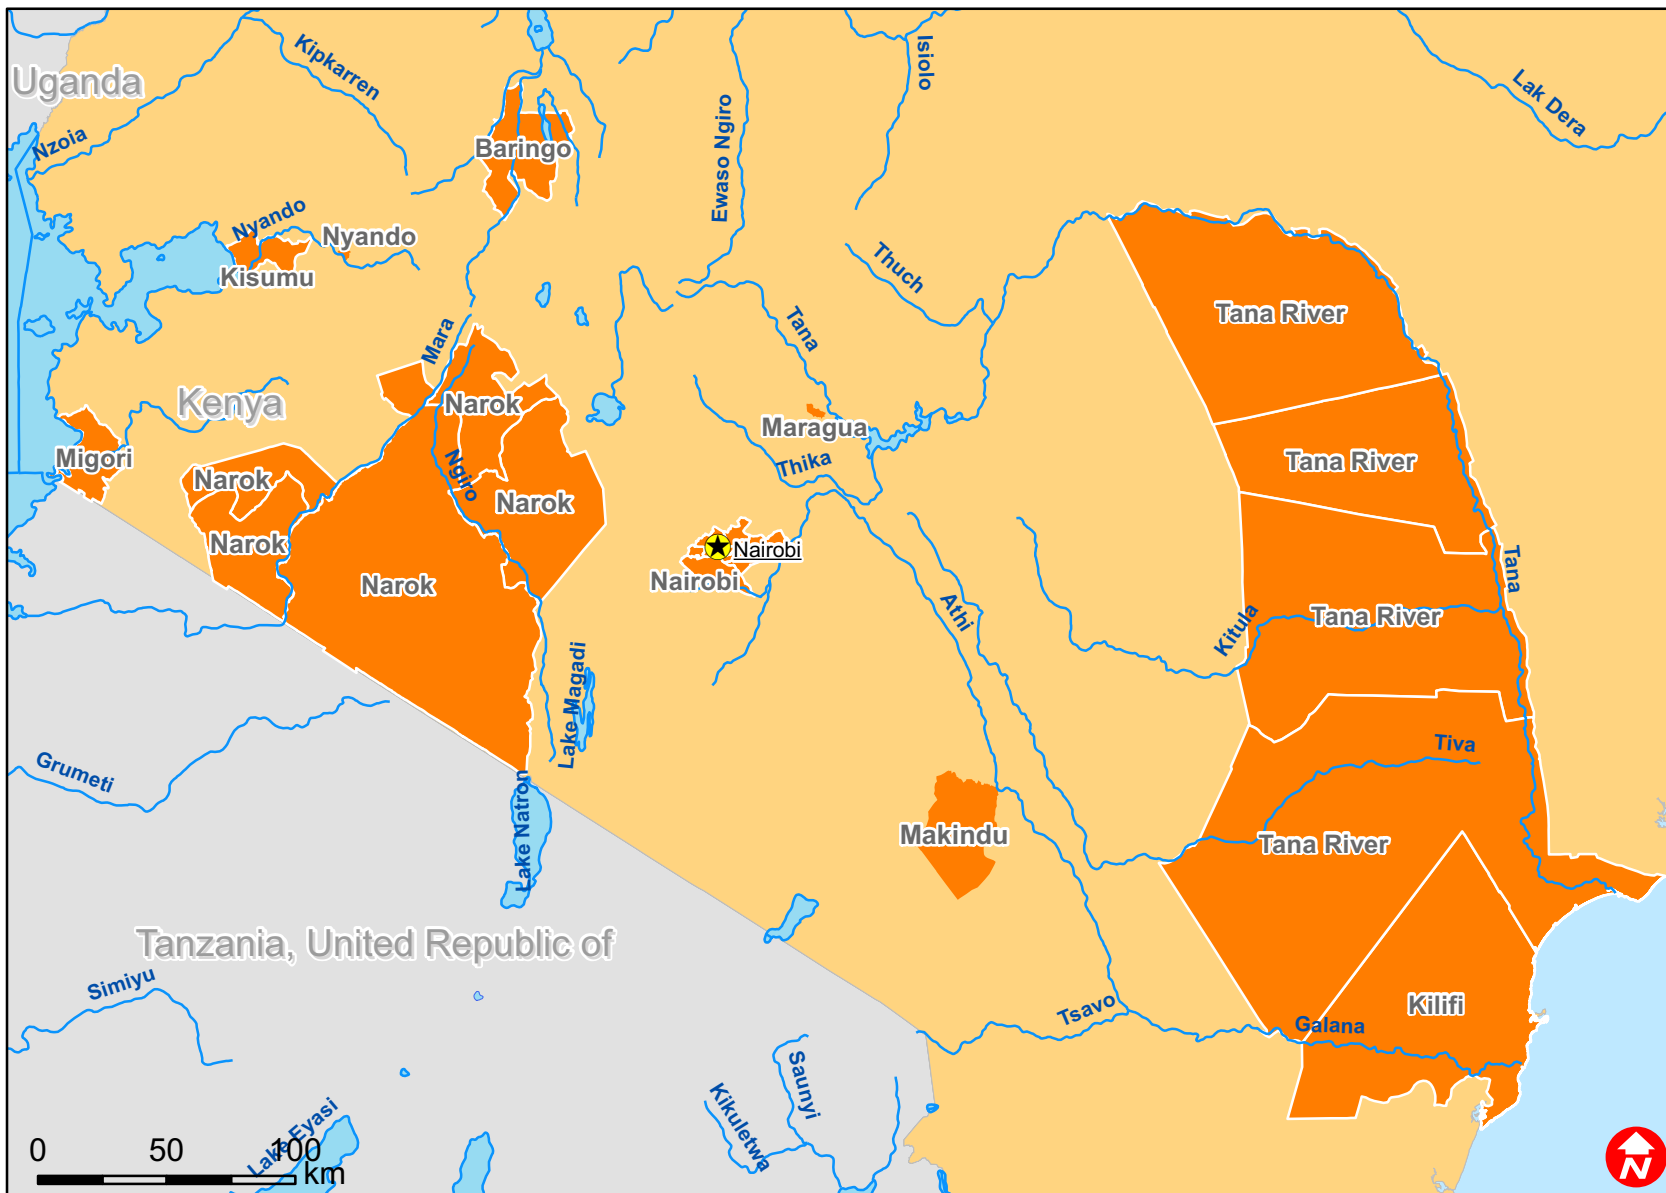 Uganda
Kipkarren
Isiolo
Lak Dera
Nzoia
Ewaso Ngiro
Baringo
Nyando
Nyando
Kisumu
Thuch
Tana River
Mara
Tana
Kenya
Narok
Maragua
Migori
Thika
Tana River
Narok
Ngiro
Narok
Narok
Nairobi
Narok
Nairobi
Tana
Athi
Kitula
Tana River
Lake Magadi
Grumeti
Tiva
Lake Natron
Makindu
Tana River
Tanzania, United Republic of
Simiyu
Tsavo
Kilifi
Galana
Saunyi
Kikuletwa
Lake Eyasi
0 50 100
km
N